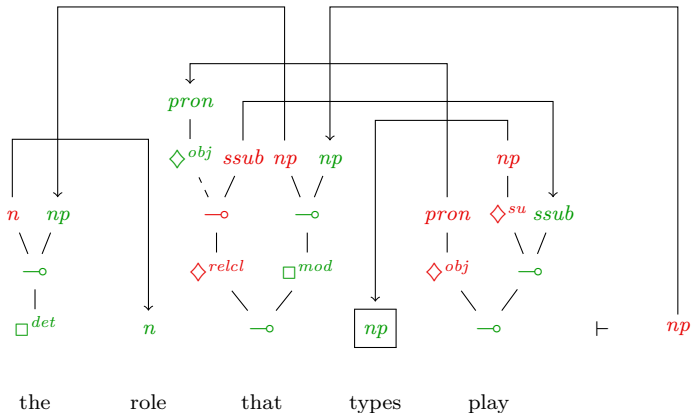 pron
◇obj ssub np np np
n np ⊸ ⊸ pron ◇su ssub
⊸ ◇relcl □mod ◇obj ⊸
□det n ⊸ np ⊸ ⊢ np
the role that types play